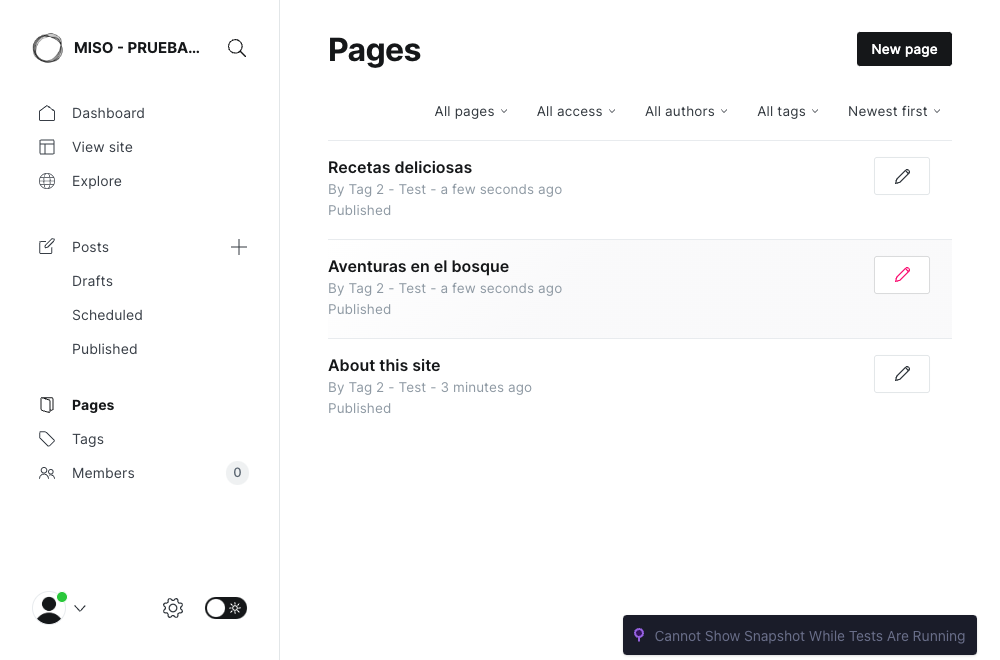 MISO - PRUEBA...
Dashboard
View site
Explore
Posts
Drafts
Scheduled
Published
Pages
Tags
Members
0
Pages
New page
All pages
All access
All authors
All tags
Newest first
Recetas deliciosas
By Tag 2 - Test - a few seconds ago
Published
Aventuras en el bosque
By Tag 2 - Test - a few seconds ago
Published
About this site
By Tag 2 - Test - 3 minutes ago
Published
Cannot Show Snapshot While Tests Are Running